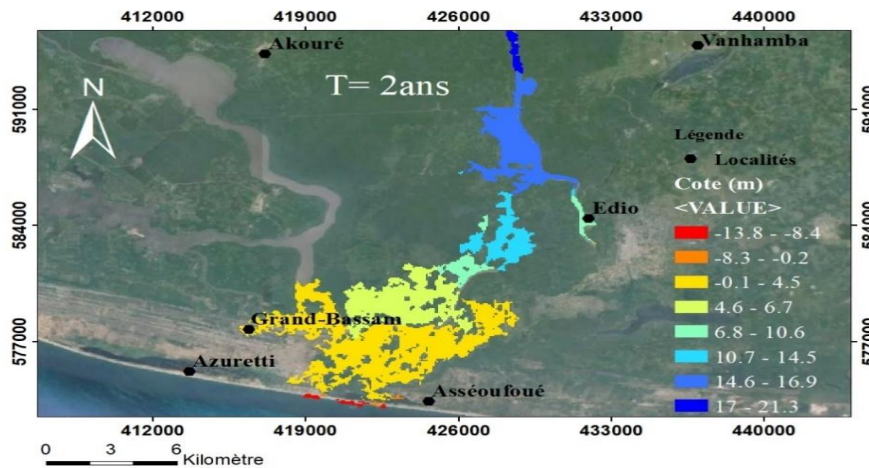 412000 419000 426000 433000 440000
Akouré
Vanhamba
T= 2ans
N
591000
591000
Légende
Localités
Cote (m)
<VALUE>
Edio
584000
584000
-13.8 - -8.4
-8.3 - -0.2
-0.1 - 4.5
4.6 - 6.7
6.8 - 10.6
10.7 - 14.5
14.6 - 16.9
17 - 21.3
Grand-Bassam
577000
577000
Azuretti
Asséoufoué
412000 419000 426000 433000 440000
0 3 6
Kilomètre